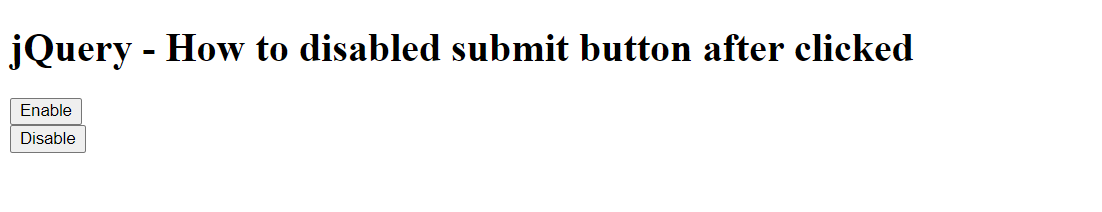 jQuery - How to disabled submit button after clicked
Enable
Disable